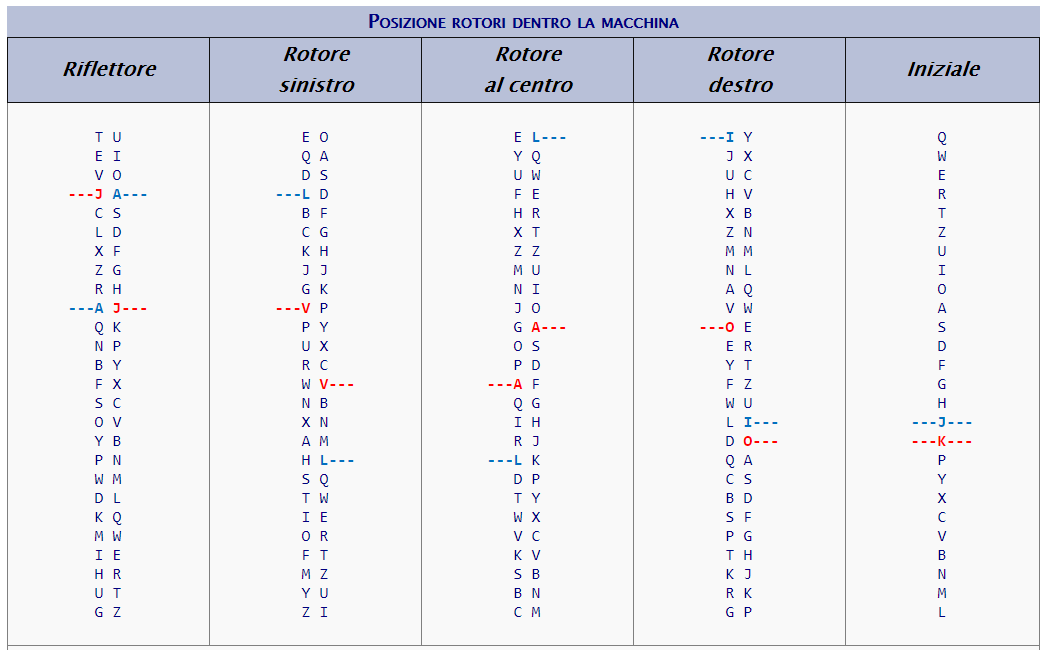 Posizione rotori dentro la macchina
Riflettore Rotore sinistro Rotore al centro Rotore destro Iniziale
T U E O E L--- ---I Y Q
E I Q A Y Q J X W
V O D S U W U C E
---J A--- ---L D F E H V R
C S B F H R X B T
L D C G X T Z N Z
X F K H Z Z M M U
Z G J J M U N L I
R H G K N I A Q O
---A J--- ---V P J O V W A
Q K P Y G A--- ---O E S
N P U X O S E R D
B Y R C P D Y T F
F X W V--- ---A F F Z G
S C N B Q G W U H
O V X N I H L I--- ---J---
Y B A M R J D O--- ---K---
P N H L--- ---L K Q A P
W M S Q D P C S Y
D L T W T Y B D X
K Q I E W X S F C
M W O R V C P G V
I E F T K V T H B
H R M Z S B K J N
U T Y U B N R K M
G Z Z I C M G P L